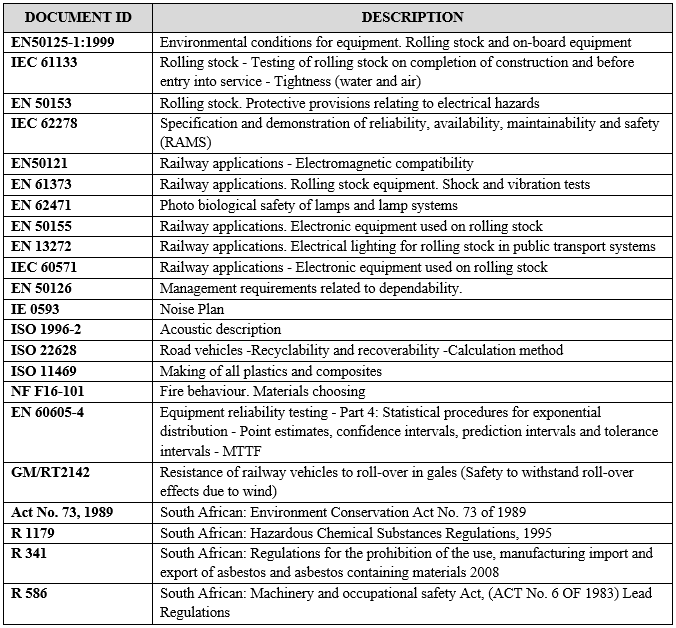 DOCUMENT ID DESCRIPTION
EN50125-1:1999 Environmental conditions for equipment. Rolling stock and on-board equipment
IEC 61133 Rolling stock - Testing of rolling stock on completion of construction and before
entry into service - Tightness (water and air)
EN 50153 Rolling stock. Protective provisions relating to electrical hazards
IEC 62278 Specification and demonstration of reliability, availability, maintainability and safety
(RAMS)
EN50121 Railway applications - Electromagnetic compatibility
EN 61373 Railway applications. Rolling stock equipment. Shock and vibration tests
EN 62471 Photo biological safety of lamps and lamp systems
EN 50155 Railway applications. Electronic equipment used on rolling stock
EN 13272 Railway applications. Electrical lighting for rolling stock in public transport systems
IEC 60571 Railway applications - Electronic equipment used on rolling stock
EN 50126 Management requirements related to dependability.
IE 0593 Noise Plan
ISO 1996-2 Acoustic description
ISO 22628 Road vehicles -Recyclability and recoverability -Calculation method
ISO 11469 Making of all plastics and composites
NF F16-101 Fire behaviour. Materials choosing
EN 60605-4 Equipment reliability testing - Part 4: Statistical procedures for exponential
distribution - Point estimates, confidence intervals, prediction intervals and tolerance
intervals - MTTF
GM/RT2142 Resistance of railway vehicles to roll-over in gales (Safety to withstand roll-over
effects due to wind)
Act No. 73, 1989 South African: Environment Conservation Act No. 73 of 1989
R 1179 South African: Hazardous Chemical Substances Regulations, 1995
R 341 South African: Regulations for the prohibition of the use, manufacturing import and
export of asbestos and asbestos containing materials 2008
R 586 South African: Machinery and occupational safety Act, (ACT No. 6 OF 1983) Lead
Regulations